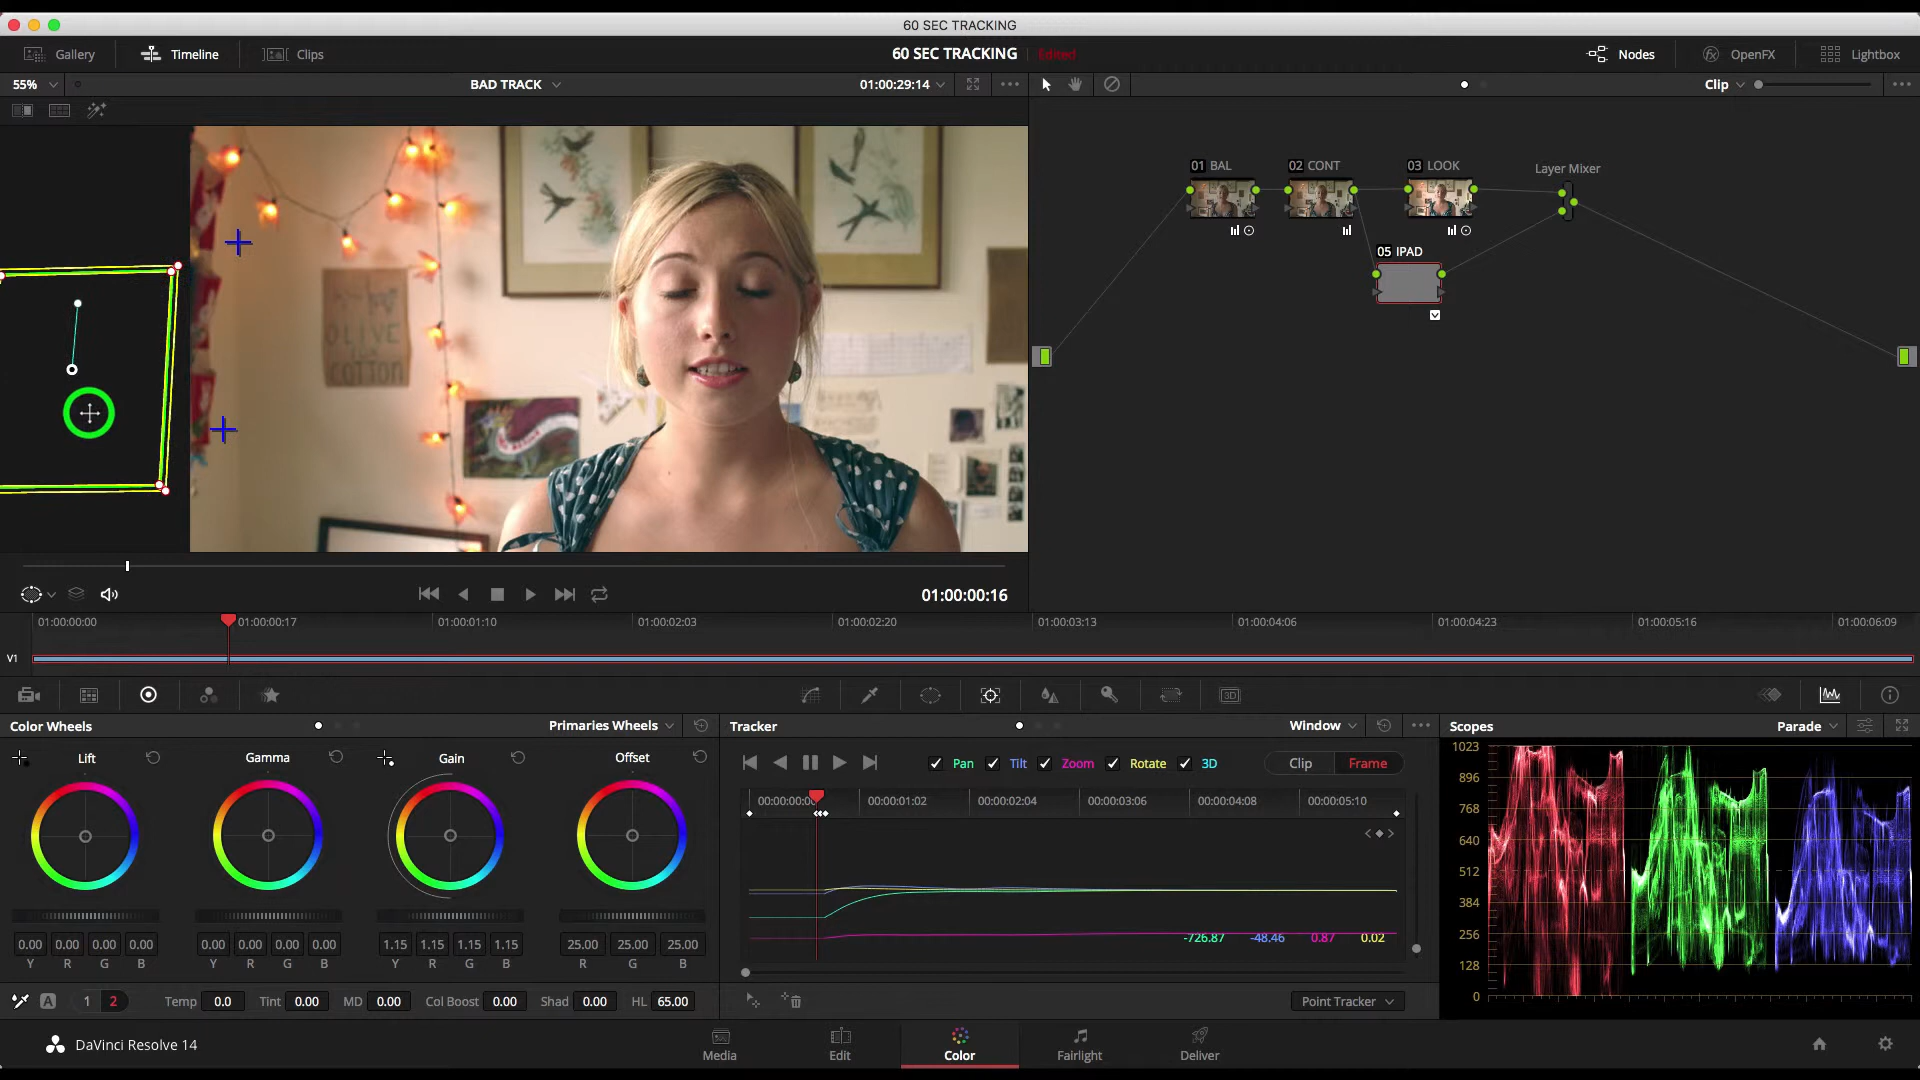 60 SEC TRACKING
Gallery Timeline Clips 60 SEC TRACKING Edited Nodes OpenFX Lightbox
55% BAD TRACK 01:00:29:14 Clip
OLIVE
COTTON
01 BAL 02 CONT 03 LOOK Layer Mixer
05 IPAD
01:00:00:16
01:00:00:00 01:00:00:17 01:00:01:10 01:00:02:03 01:00:02:20 01:00:03:13 01:00:04:06 01:00:04:23 01:00:05:16 01:00:06:09
V1
3D
Color Wheels Primaries Wheels
Lift Gamma Gain Offset
0.00 0.00 0.00 0.00 0.00 0.00 0.00 0.00 1.15 1.15 1.15 1.15 25.00 25.00 25.00
Y R G B Y R G B Y R G B R G B
A 1 2 Temp 0.0 Tint 0.00 MD 0.00 Col Boost 0.00 Shad 0.00 HL 65.00
Tracker Window
Pan Tilt Zoom Rotate 3D Clip Frame
00:00:01:02 00:00:02:04 00:00:03:06 00:00:04:08 00:00:05:10
-726.87 -48.46 0.87 0.02
Point Tracker
Scopes Parade
1023
896
768
640
512
384
256
128
0
DaVinci Resolve 14 Media Edit Color Fairlight Deliver